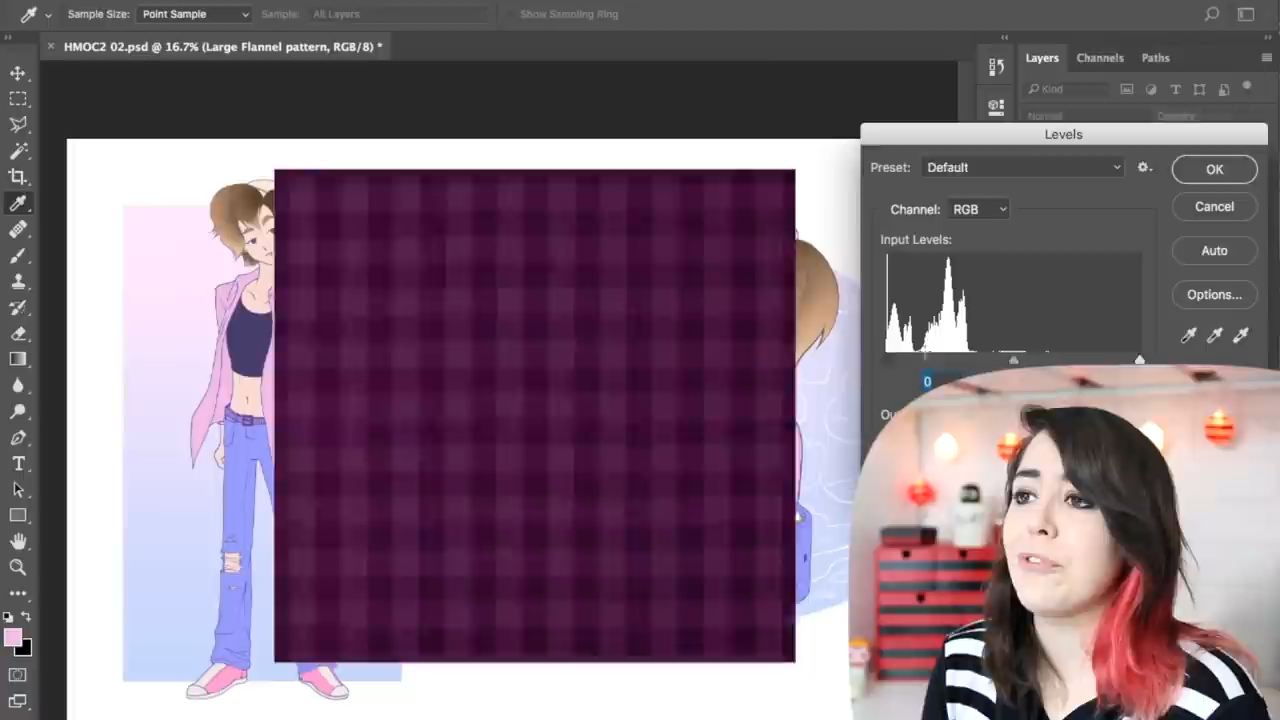 Sample Size: Point Sample Sample: All Layers Show Sampling Ring
× HMOC2 02.psd @ 16.7% (Large Flannel pattern, RGB/8) *
Layers Channels Paths
Kind
Normal
Levels
Preset: Default
OK
Channel: RGB
Cancel
Input Levels:
Auto
Options...
0
Ou